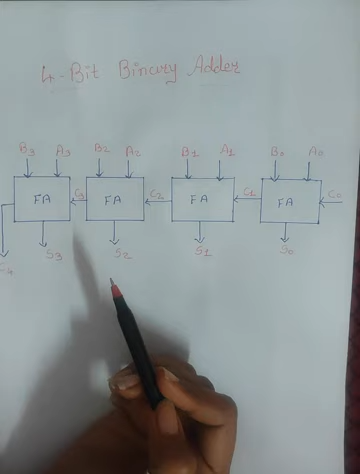 4-Bit Binary Adder
B3 A3 B2 A2 B1 A1 B0 A0
FA C3 FA C2 FA C1 FA C0
C4 S3 S2 S1 S0